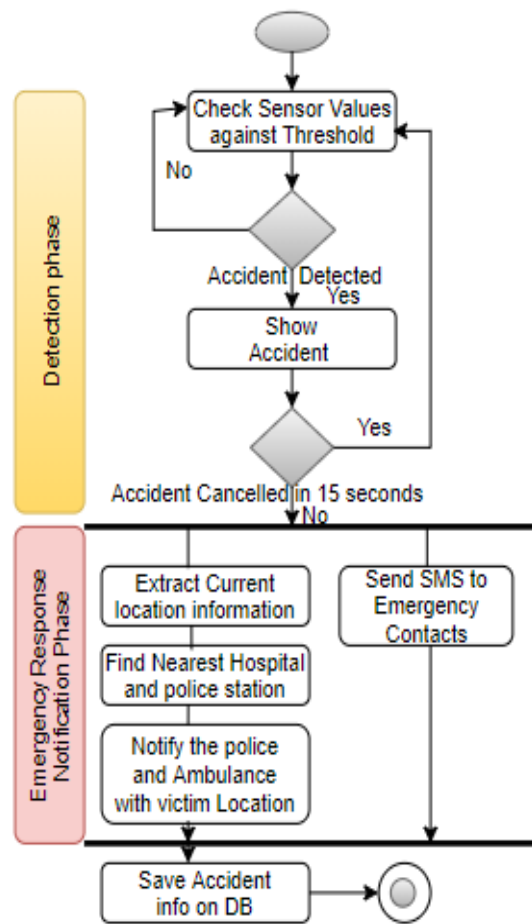 Detection phase
Check Sensor Values
against Threshold
No
Accident Detected
Yes
Show
Accident
Yes
Accident Cancelled in 15 seconds
No
Emergency Response
Notification Phase
Extract Current
location information
Send SMS to
Emergency
Contacts
Find Nearest Hospital
and police station
Notify the police
and Ambulance
with victim Location
Save Accident
info on DB